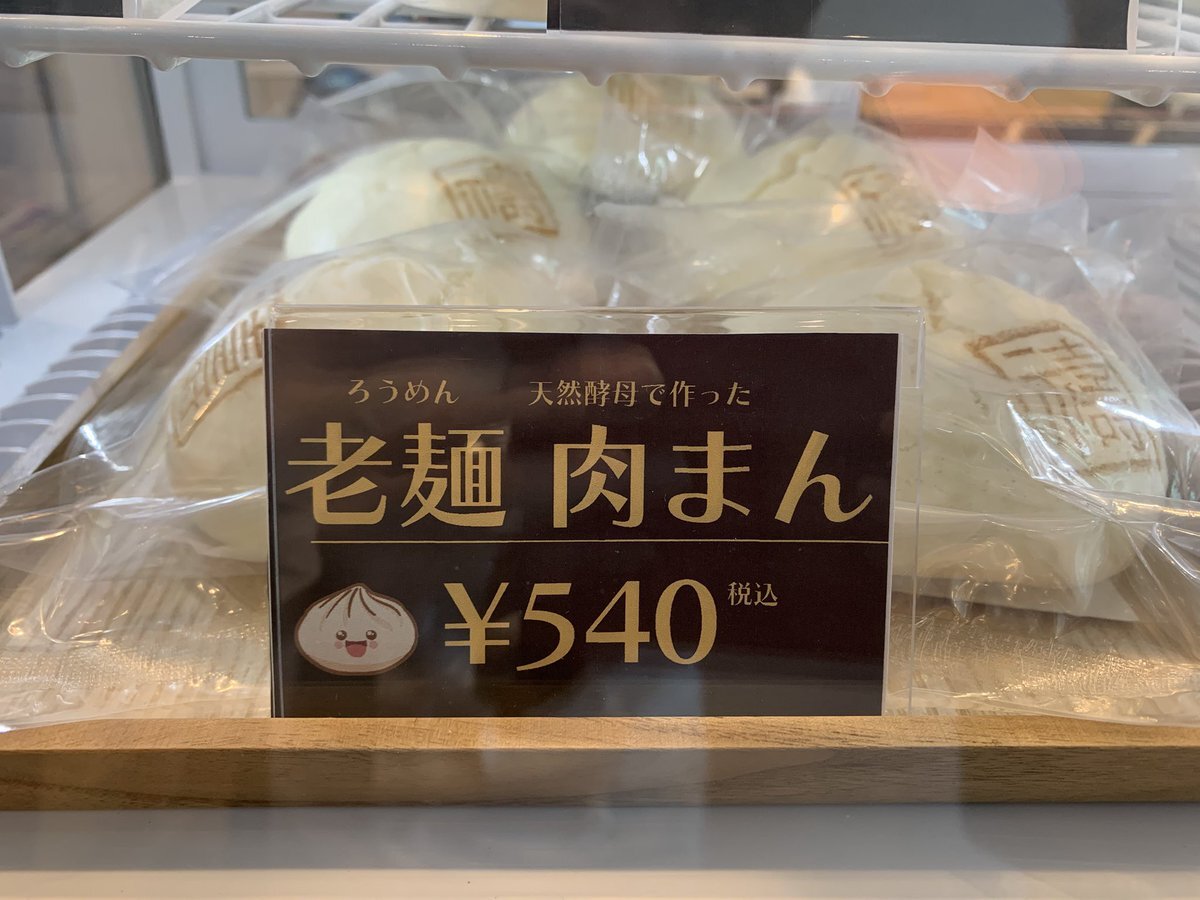 ろうめん 天然酵母で作った
老麺 肉まん
¥540 税込